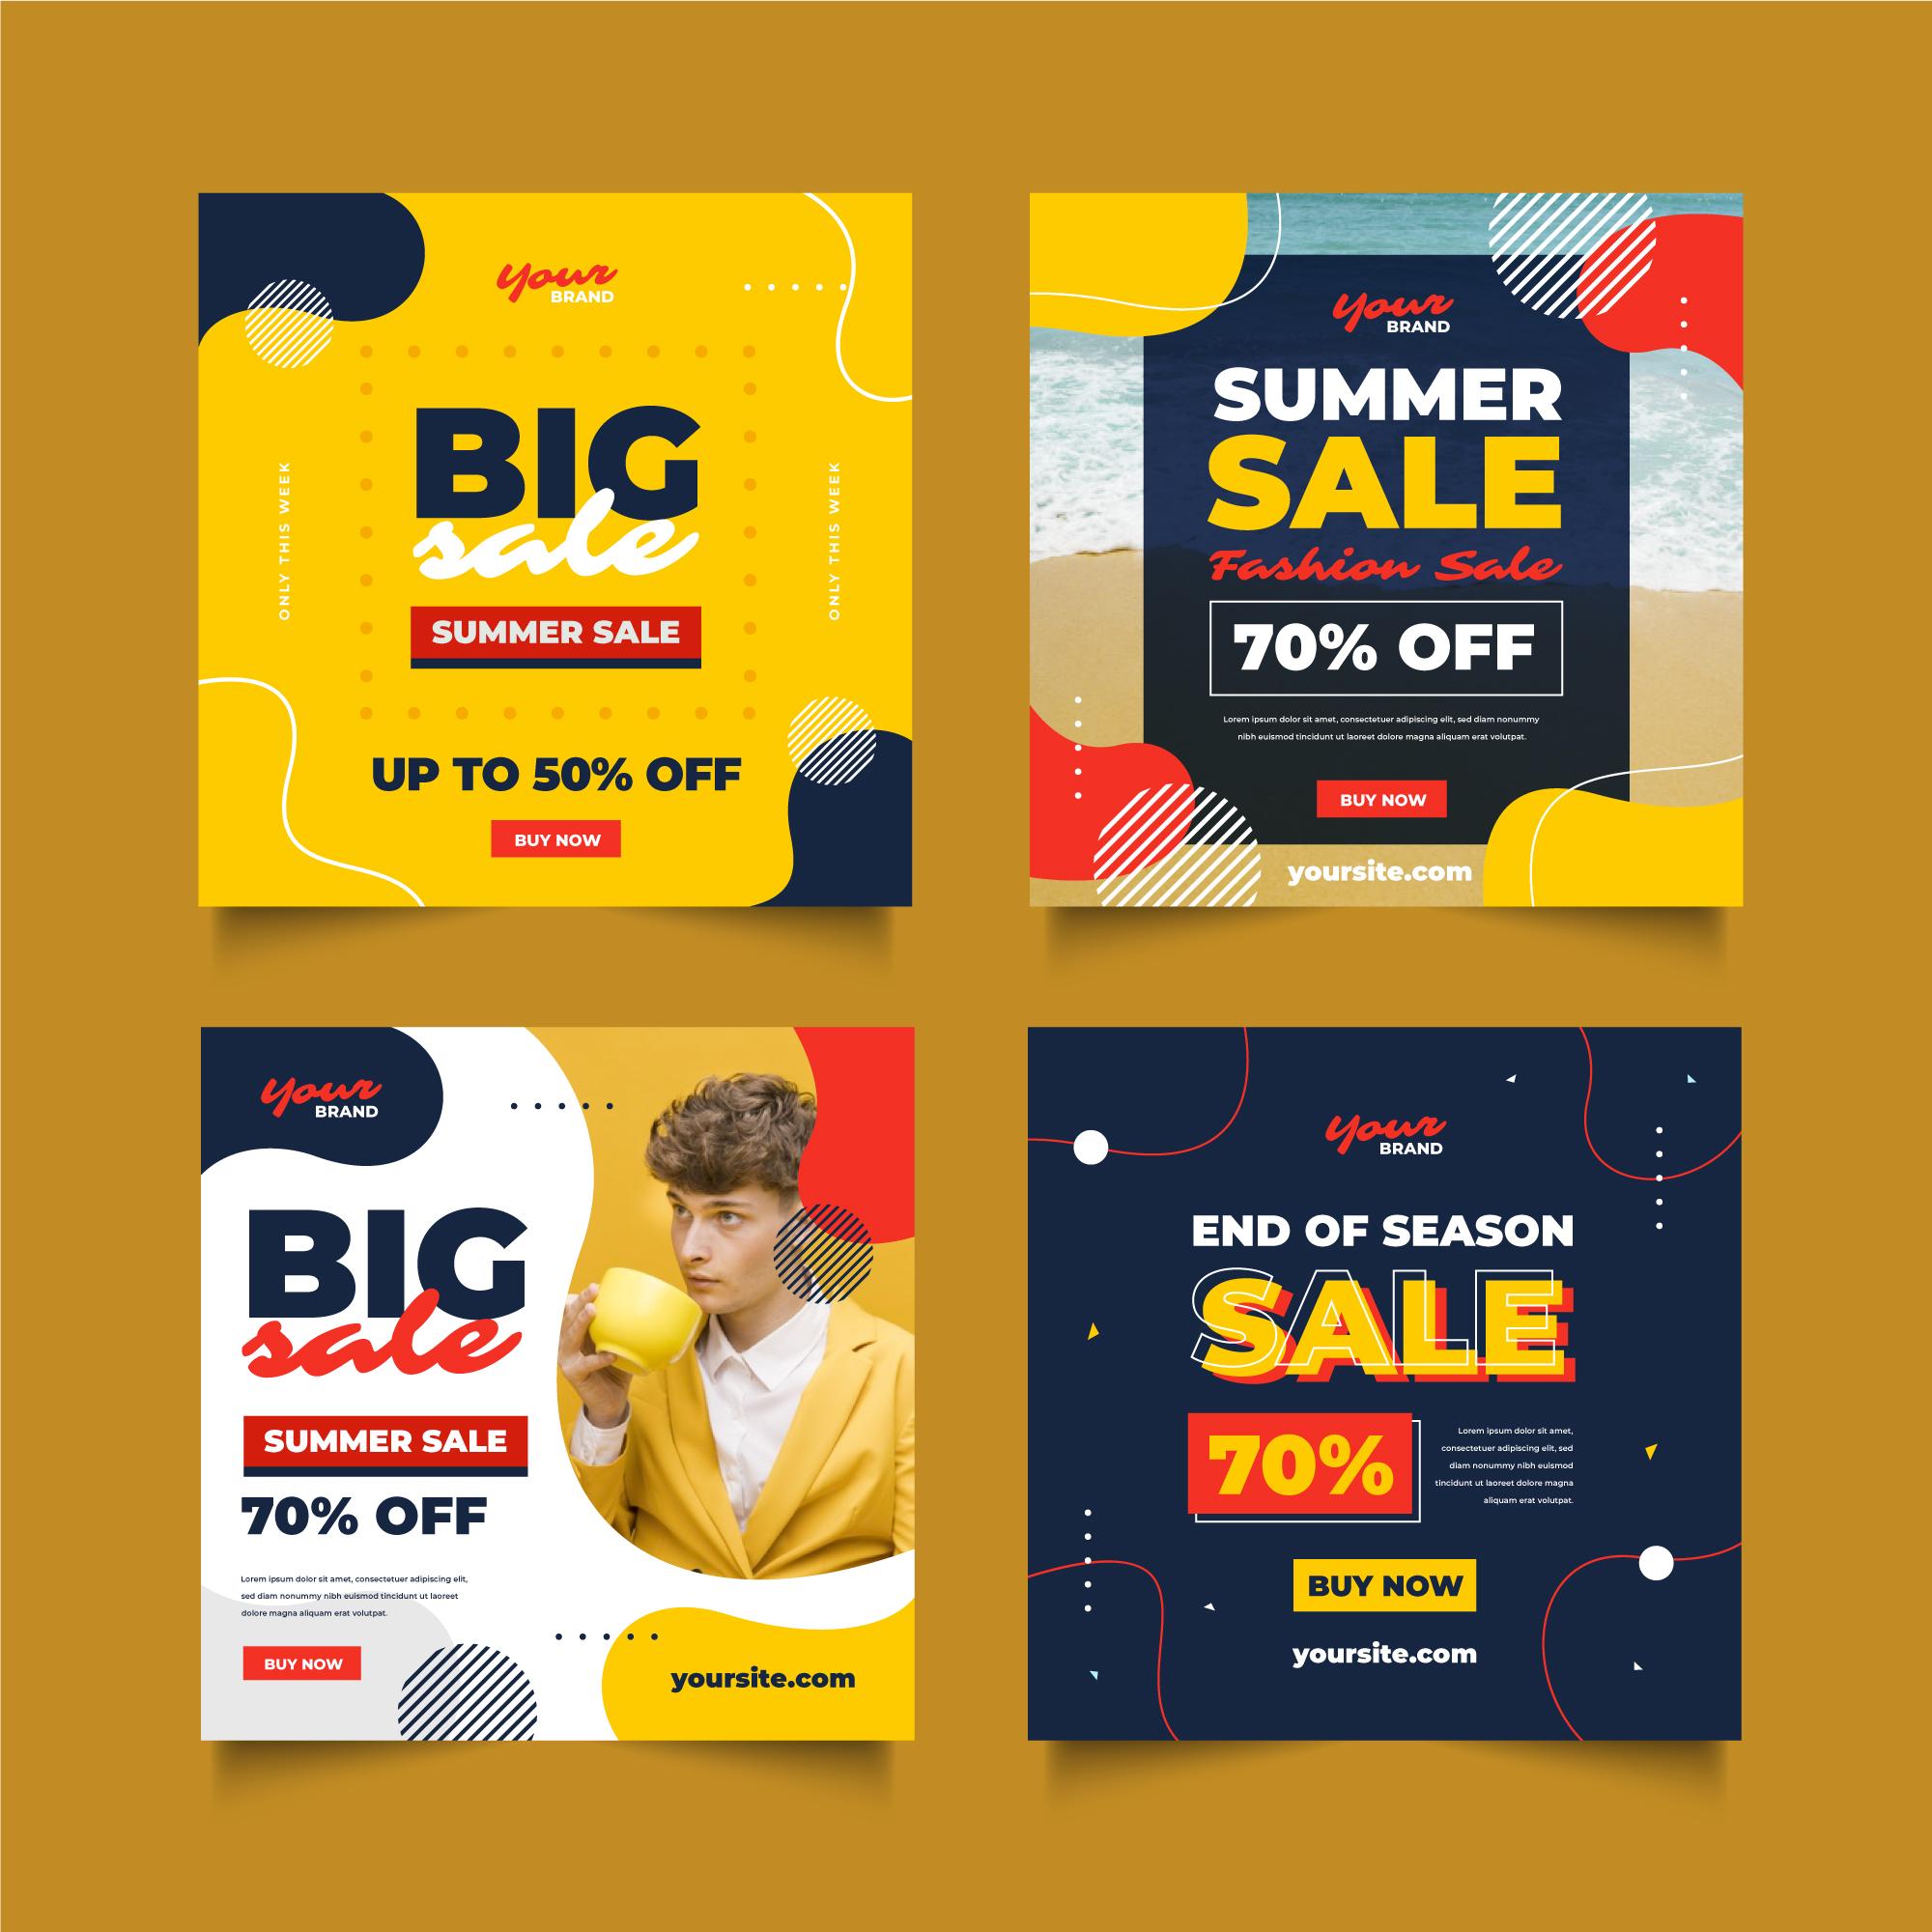 your
BRAND
ONLY THIS WEEK
BIG
sale
ONLY THIS WEEK
SUMMER SALE
UP TO 50% OFF
BUY NOW
your
BRAND
SUMMER
SALE
Fashion Sale
70% OFF
Lorem ipsum dolor sit amet, consectetuer adipiscing elit, sed diam nonummy
nibh euismod tincidunt ut laoreet dolore magna aliquam erat volutpat.
BUY NOW
yoursite.com
your
BRAND
BIG
sale
SUMMER SALE
70% OFF
Lorem ipsum dolor sit amet, consectetuer adipiscing elit,
sed diam nonummy nibh euismod tincidunt ut laoreet
dolore magna aliquam erat volutpat.
BUY NOW
yoursite.com
your
BRAND
END OF SEASON
SALE
70%
Lorem ipsum dolor sit amet,
consectetuer adipiscing elit, sed
diam nonummy nibh euismod
tincidunt ut laoreet dolore magna
aliquam erat volutpat.
BUY NOW
yoursite.com